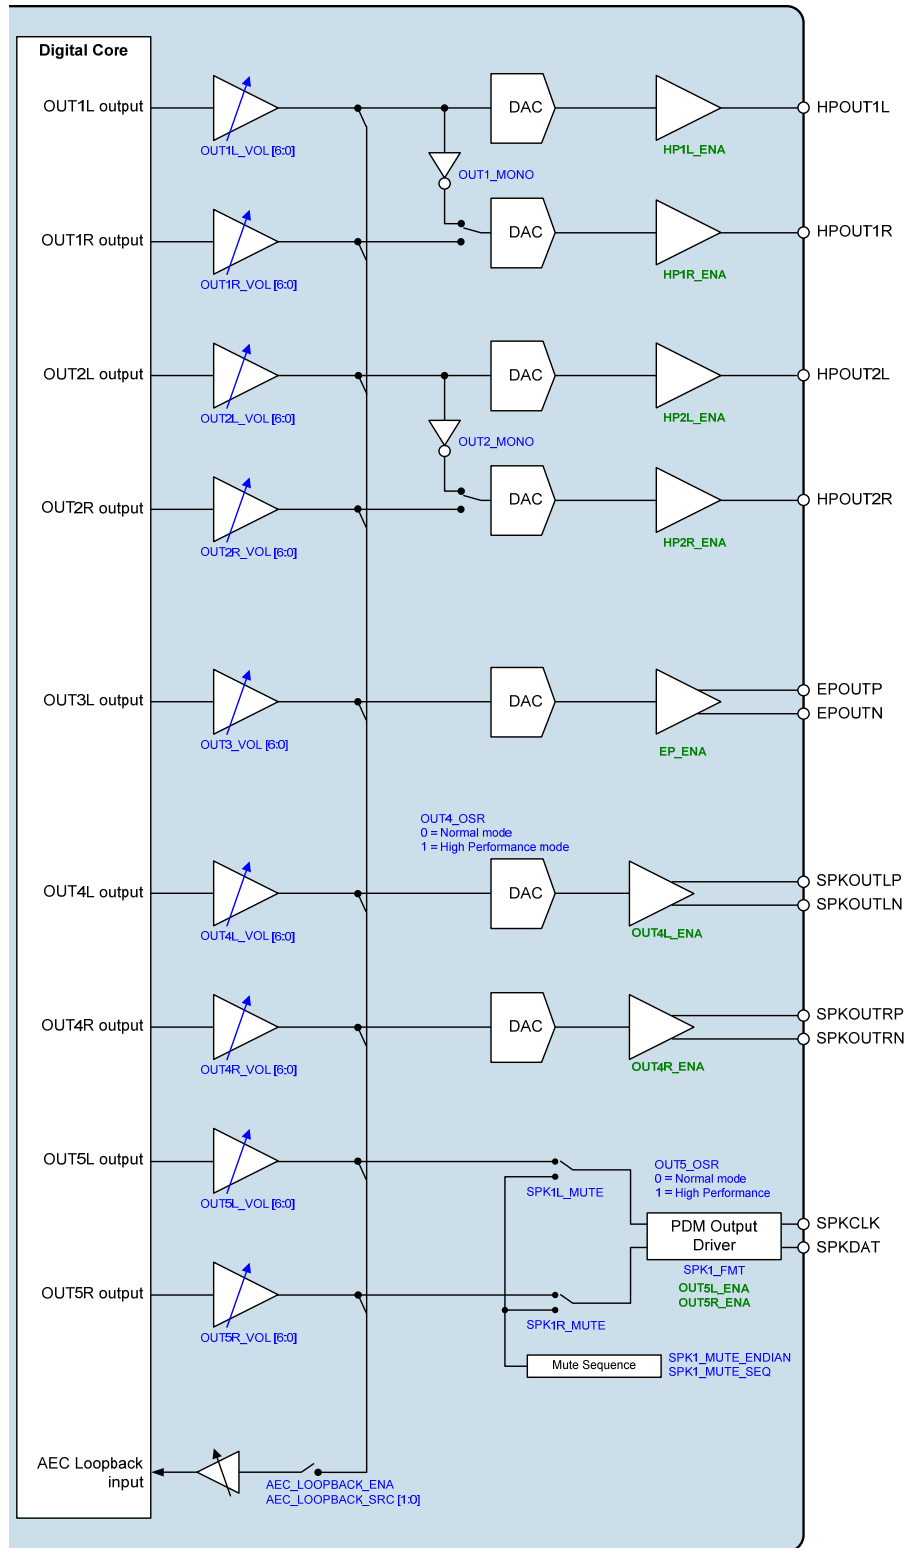 Digital Core
OUT1L output
OUT1L_VOL [6:0]
DAC
HP1L_ENA
HPOUT1L
OUT1_MONO
OUT1R output
OUT1R_VOL [6:0]
DAC
HP1R_ENA
HPOUT1R
OUT2L output
OUT2L_VOL [6:0]
DAC
HP2L_ENA
HPOUT2L
OUT2_MONO
OUT2R output
OUT2R_VOL [6:0]
DAC
HP2R_ENA
HPOUT2R
OUT3L output
OUT3_VOL [6:0]
DAC
EP_ENA
EPOUTP
EPOUTN
OUT4_OSR
0 = Normal mode
1 = High Performance mode
OUT4L output
OUT4L_VOL [6:0]
DAC
OUT4L_ENA
SPKOUTLP
SPKOUTLN
OUT4R output
OUT4R_VOL [6:0]
DAC
OUT4R_ENA
SPKOUTRP
SPKOUTRN
OUT5L output
OUT5L_VOL [6:0]
SPK1L_MUTE
OUT5_OSR
0 = Normal mode
1 = High Performance
PDM Output
Driver
SPKCLK
SPKDAT
SPK1_FMT
OUT5L_ENA
OUT5R_ENA
OUT5R output
OUT5R_VOL [6:0]
SPK1R_MUTE
Mute Sequence
SPK1_MUTE_ENDIAN
SPK1_MUTE_SEQ
AEC Loopback
input
AEC_LOOPBACK_ENA
AEC_LOOPBACK_SRC [1:0]